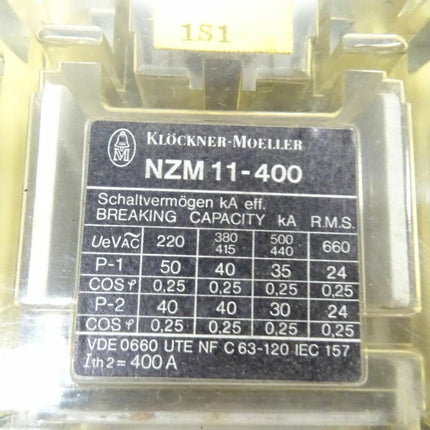 1S1
KLÖCKNER-MOELLER
M
NZM 11-400
Schaltvermögen kA eff.
BREAKING CAPACITY kA R.M.S.
UeVAC 220 380 415 500 440 660
P-1 50 40 35 24
COS φ 0,25 0,25 0,25 0,25
P-2 40 40 30 24
COS φ 0,25 0,25 0,25 0,25
VDE 0660 UTE NF C 63-120 IEC 157
Ith2 = 400 A